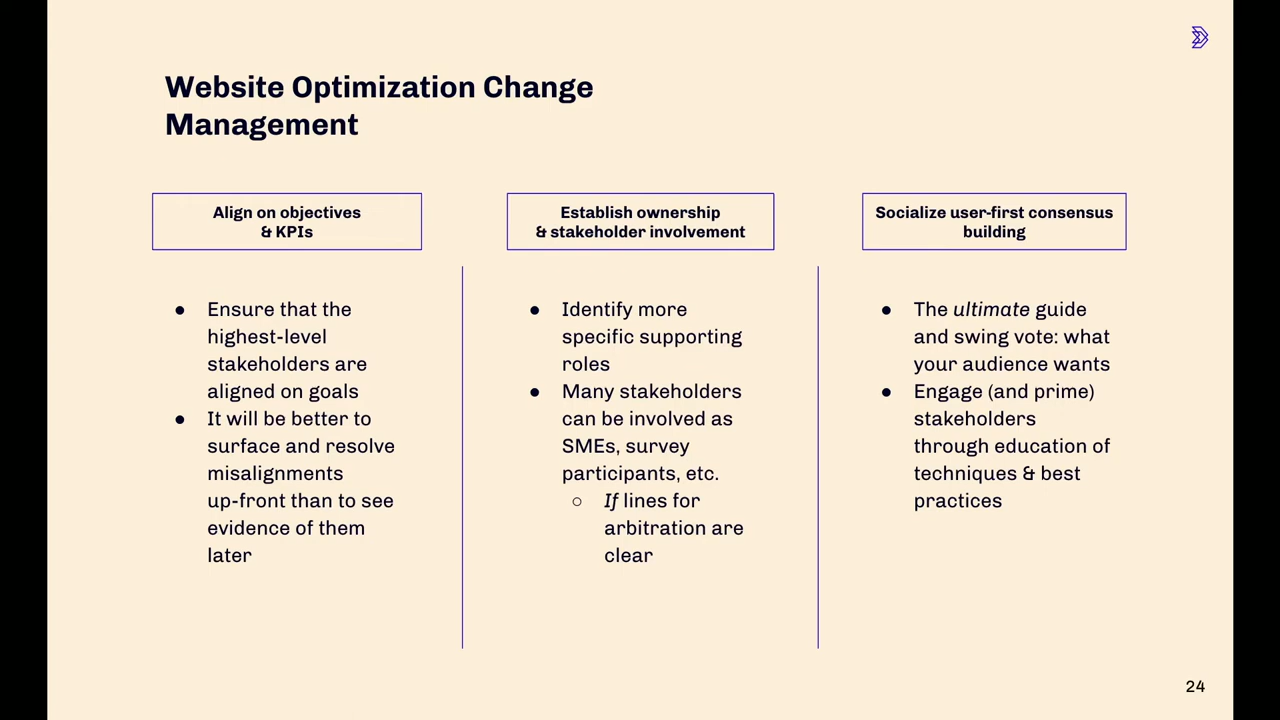 Website Optimization Change
Management
Align on objectives
& KPIs
● Ensure that the
highest-level
stakeholders are
aligned on goals
● It will be better to
surface and resolve
misalignments
up-front than to see
evidence of them
later
Establish ownership
& stakeholder involvement
● Identify more
specific supporting
roles
● Many stakeholders
can be involved as
SMEs, survey
participants, etc.
○ If lines for
arbitration are
clear
Socialize user-first consensus
building
● The ultimate guide
and swing vote: what
your audience wants
● Engage (and prime)
stakeholders
through education of
techniques & best
practices
24